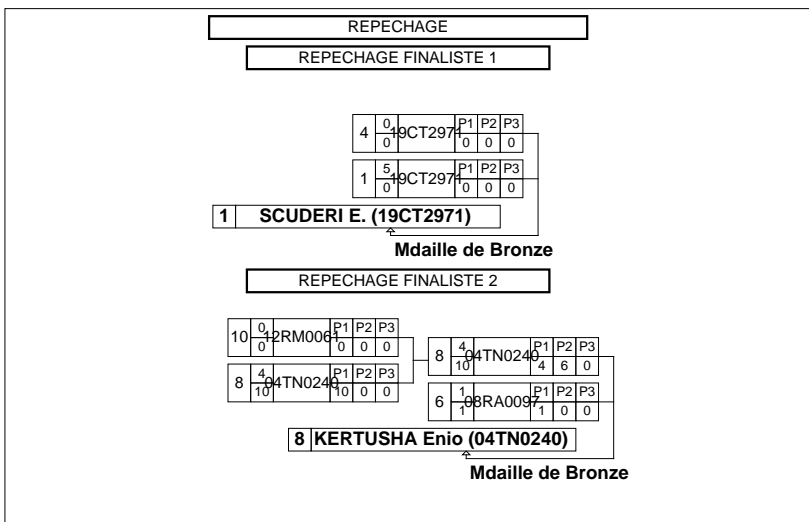 REPECHAGE
REPECHAGE FINALISTE 1
4 0 0 19CT2971 P1 P2 P3
0 0 0
1 5 0 19CT2971 P1 P2 P3
0 0 0
1 SCUDERI E. (19CT2971)
Mdaille de Bronze
REPECHAGE FINALISTE 2
10 0 0 12RM0061 P1 P2 P3
0 0 0
8 4 10 04TN0240 P1 P2 P3
10 0 0
8 4 10 04TN0240 P1 P2 P3
4 6 0
6 1 1 08RA0097 P1 P2 P3
1 0 0
8 KERTUSHA Enio (04TN0240)
Mdaille de Bronze